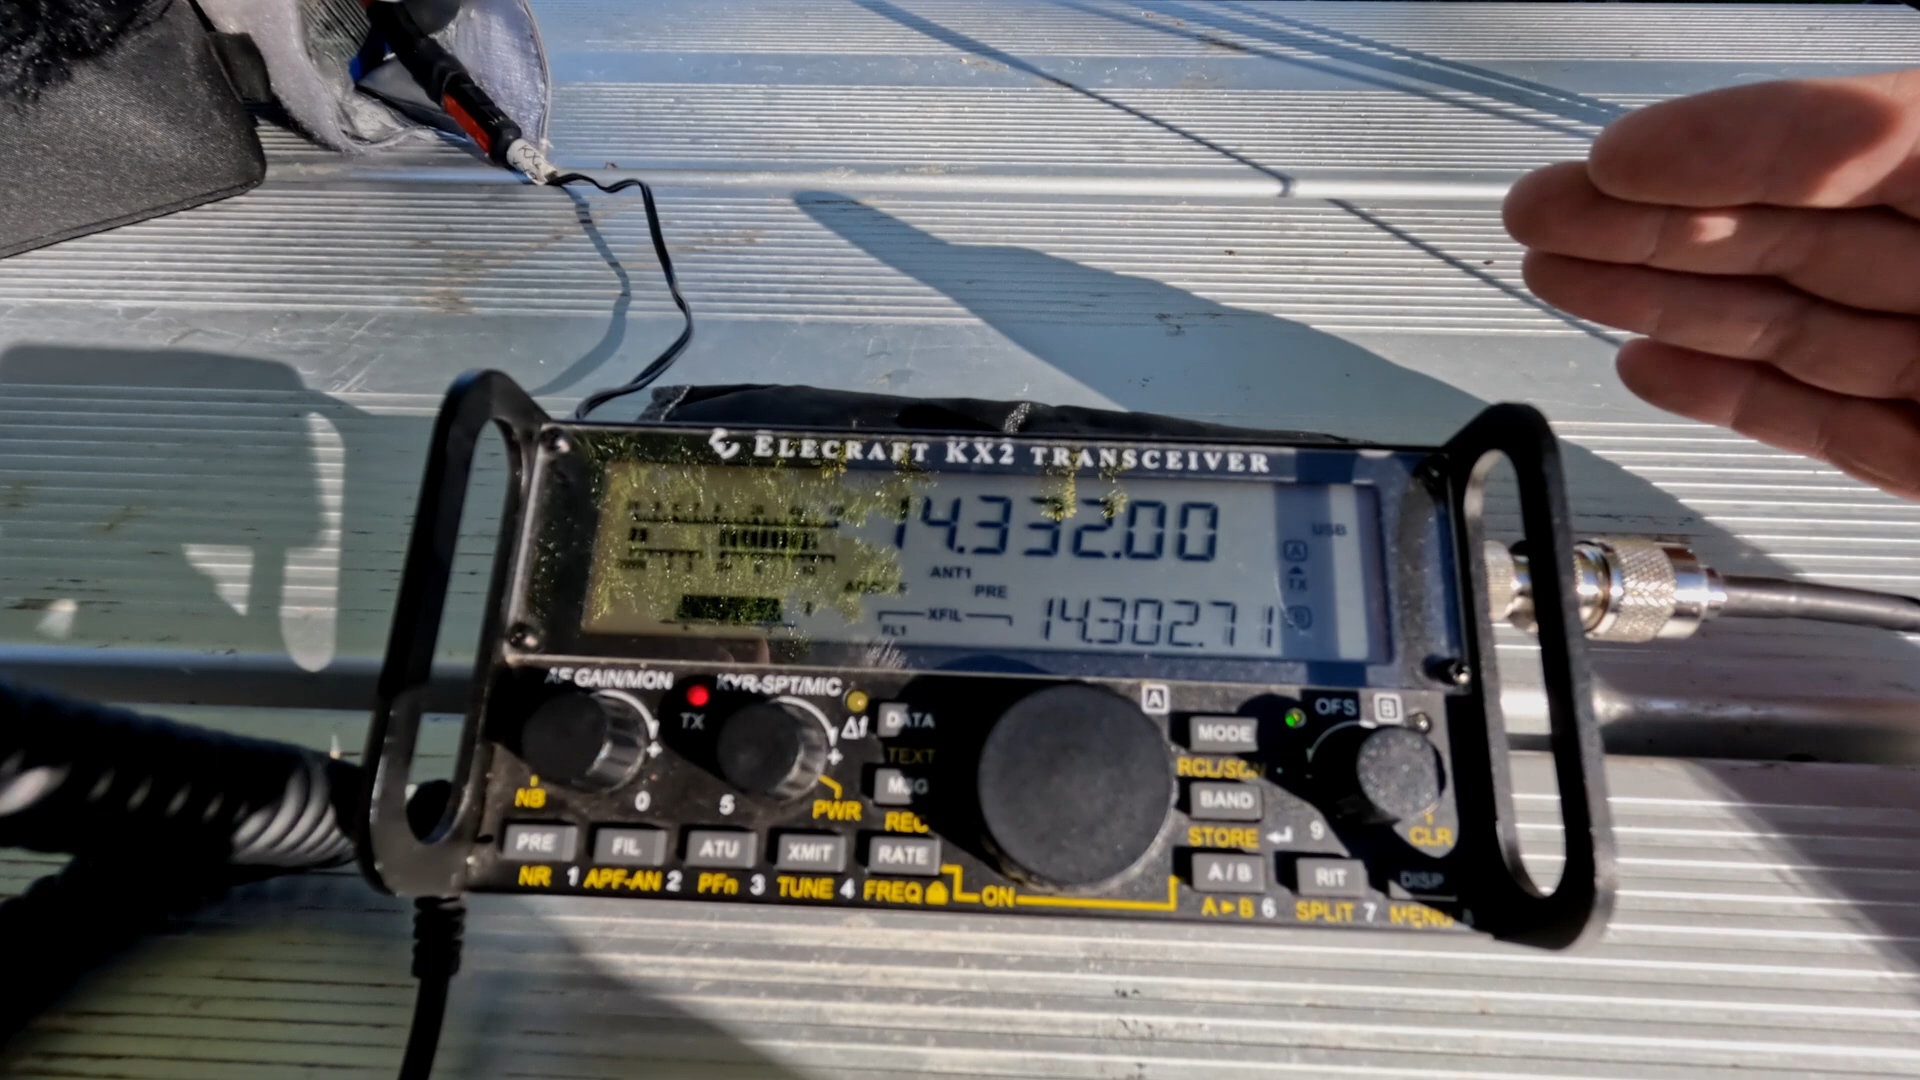 ELECRAFT KX2 TRANSCEIVER
14.332.00
USB
ANT1
PRE
A
TX
B
XFIL
FL1
14.302.71
AF GAIN/MON
TX
KYR-SPT/MIC
Δf
DATA
TEXT
A
MODE
OFS B
RCL/SCN
NB
0
5
PWR
MSG
REC
BAND
STORE
9
CLR
PRE
FIL
ATU
XMIT
RATE
A/B
RIT
DISP
NR 1 APF-AN 2 PFn 3 TUNE 4 FREQ
ON
A▸B 6 SPLIT 7 MENU